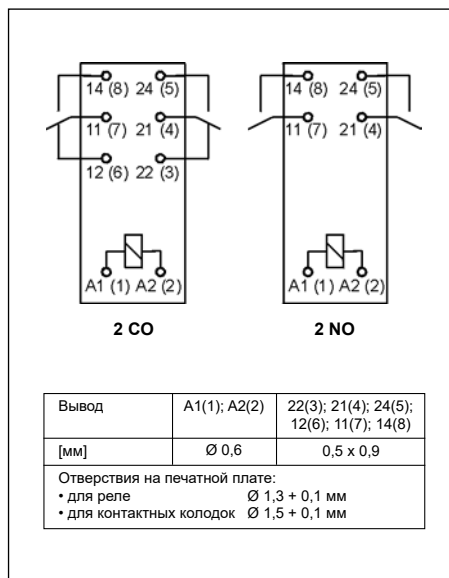 14 (8) 24 (5)
11 (7) 21 (4)
12 (6) 22 (3)
A1 (1) A2 (2)
2 CO
14 (8) 24 (5)
11 (7) 21 (4)
A1 (1) A2 (2)
2 NO
Вывод A1(1); A2(2) 22(3); 21(4); 24(5);
12(6); 11(7); 14(8)
[мм] Ø 0,6 0,5 x 0,9
Отверстия на печатной плате:
• для реле Ø 1,3 + 0,1 мм
• для контактных колодок Ø 1,5 + 0,1 мм